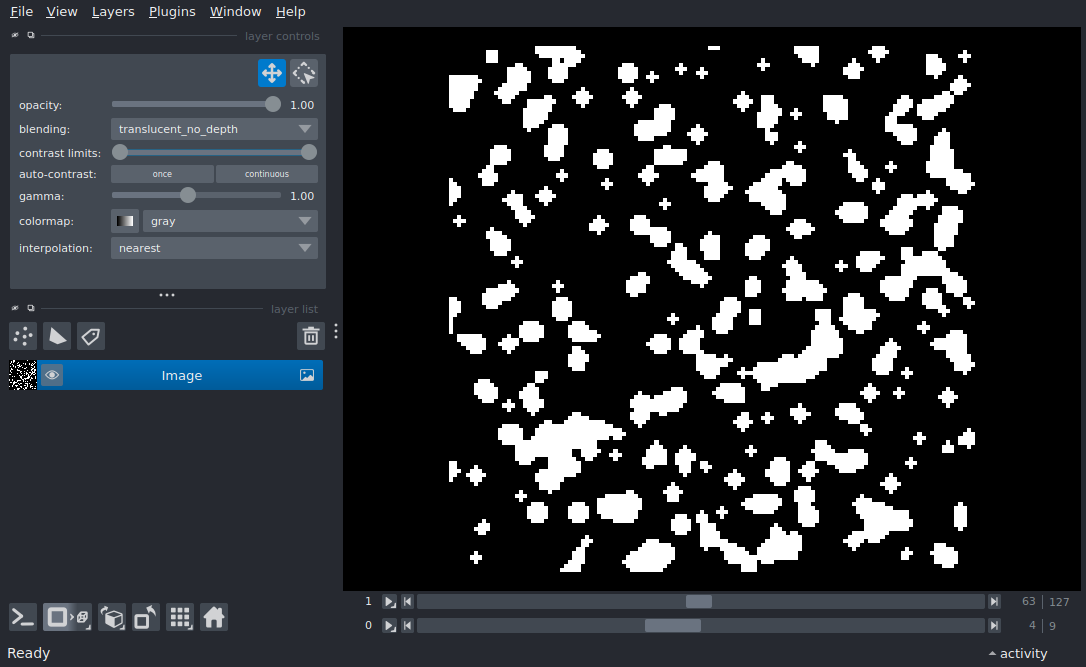 File View Layers Plugins Window Help
layer controls
opacity: 1.00
blending: translucent_no_depth
contrast limits:
auto-contrast: once continuous
gamma: 1.00
colormap: gray
interpolation: nearest
layer list
Image
1 63 | 127
0 4 | 9
Ready activity